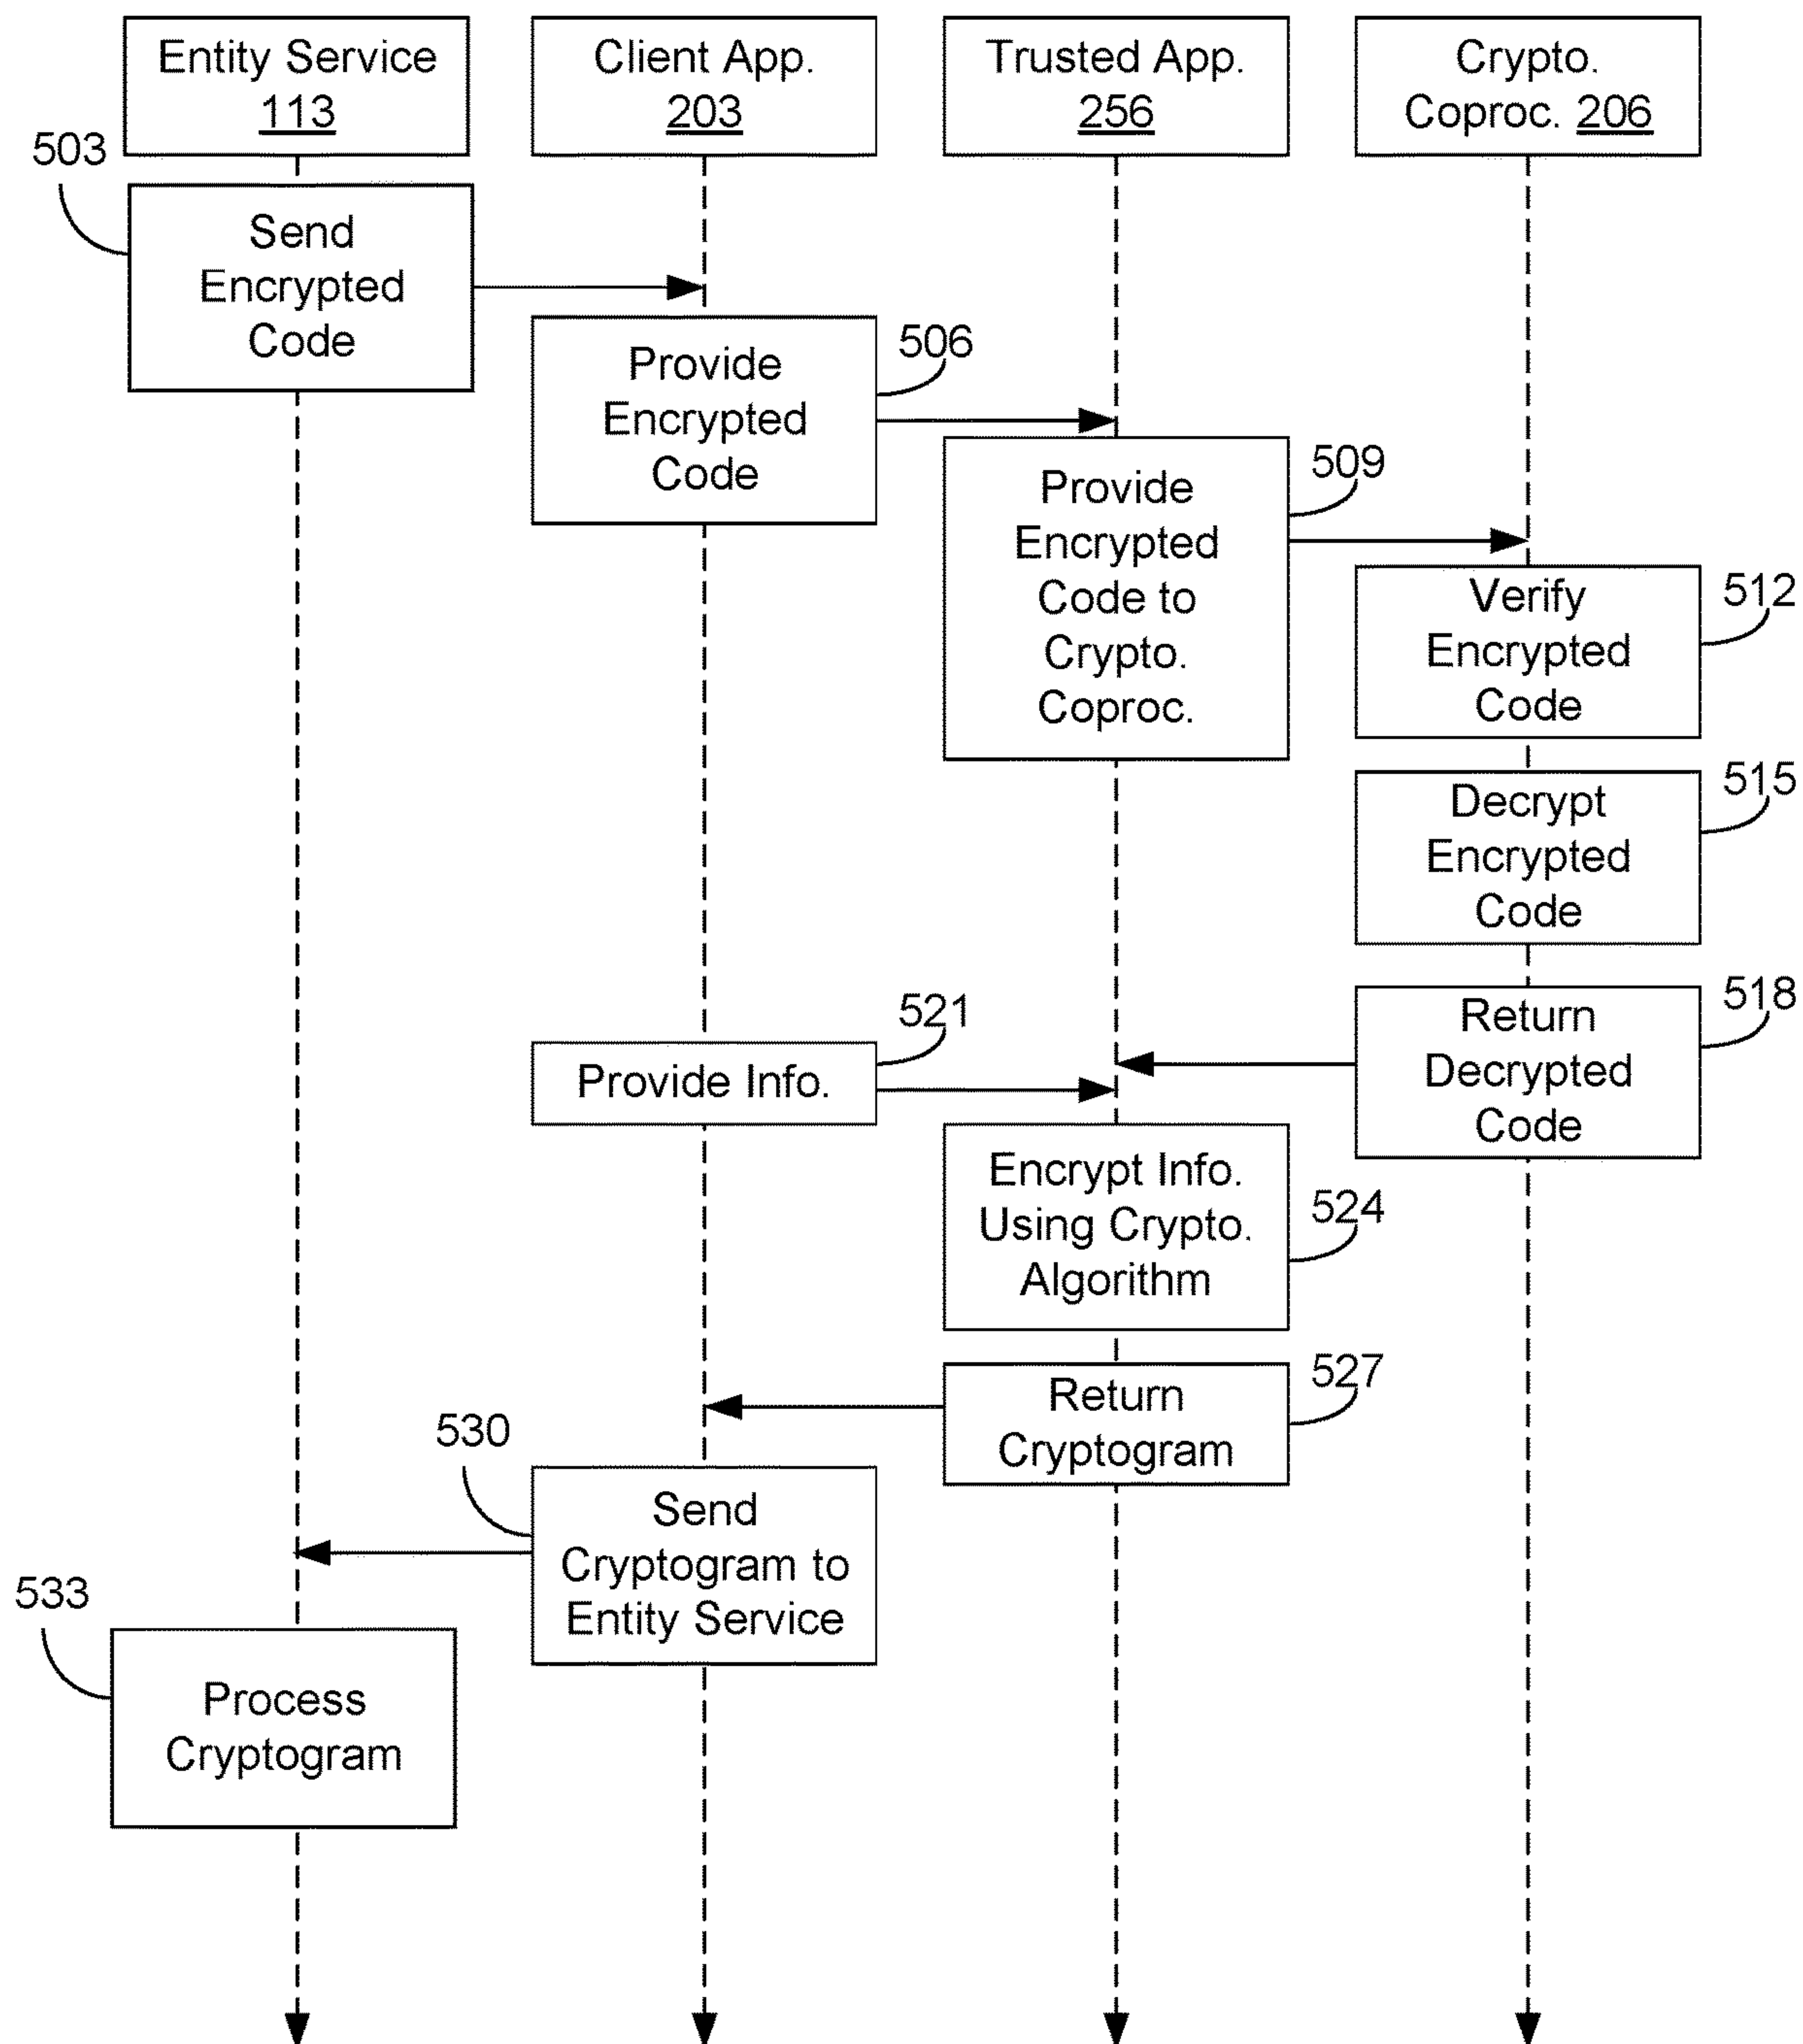 Entity Service
113
Client App.
203
Trusted App.
256
Crypto.
Coproc. 206
503
Send
Encrypted
Code
506
Provide
Encrypted
Code
509
Provide
Encrypted
Code to
Crypto.
Coproc.
512
Verify
Encrypted
Code
515
Decrypt
Encrypted
Code
518
Return
Decrypted
Code
521
Provide Info.
524
Encrypt Info.
Using Crypto.
Algorithm
527
Return
Cryptogram
530
Send
Cryptogram to
Entity Service
533
Process
Cryptogram